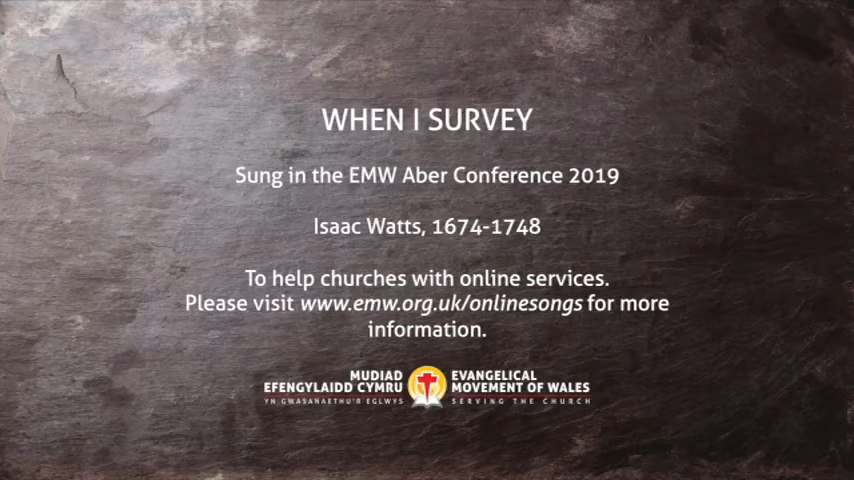 WHEN I SURVEY
Sung in the EMW Aber Conference 2019
Isaac Watts, 1674-1748
To help churches with online services.
Please visit www.emw.org.uk/onlinesongs for more
information.
MUDIAD
EFENGYLAIDD CYMRU
YN GWASANAETHU'R EGLWYS
EVANGELICAL
MOVEMENT OF WALES
SERVING THE CHURCH